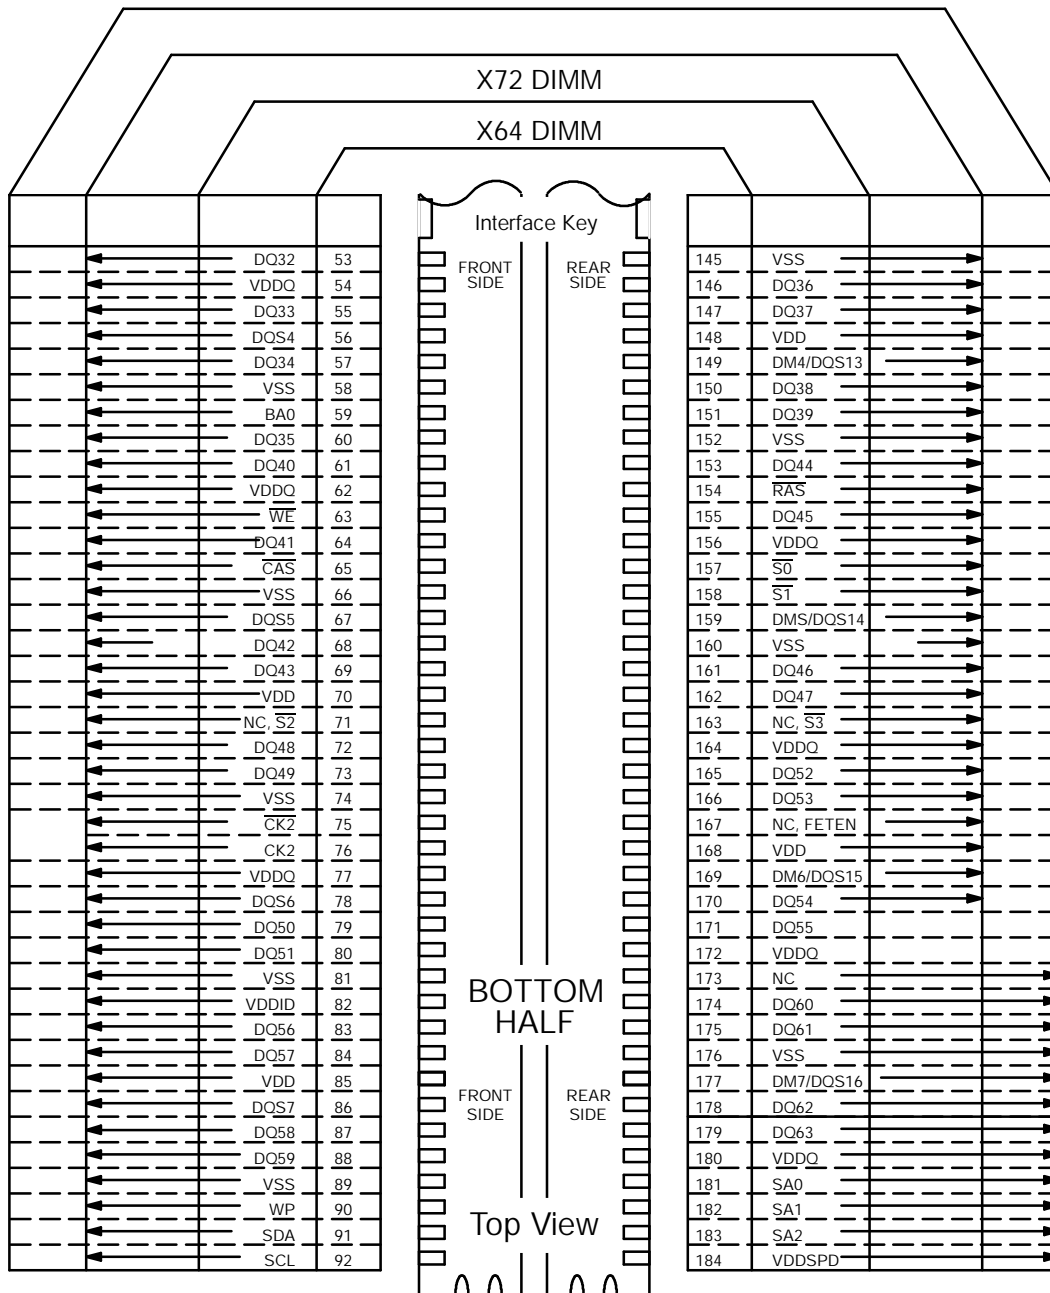 X72 DIMM
X64 DIMM
Interface Key
FRONT SIDE
REAR SIDE
DQ32 53
VDDQ 54
DQ33 55
DQS4 56
DQ34 57
VSS 58
BA0 59
DQ35 60
DQ40 61
VDDQ 62
W̅E̅ 63
DQ41 64
C̅A̅S̅ 65
VSS 66
DQS5 67
DQ42 68
DQ43 69
VDD 70
NC, S̅2̅ 71
DQ48 72
DQ49 73
VSS 74
C̅K̅2̅ 75
CK2 76
VDDQ 77
DQS6 78
DQ50 79
DQ51 80
VSS 81
VDDID 82
DQ56 83
DQ57 84
VDD 85
DQS7 86
DQ58 87
DQ59 88
VSS 89
WP 90
SDA 91
SCL 92
BOTTOM
HALF
FRONT SIDE
REAR SIDE
Top View
145 VSS
146 DQ36
147 DQ37
148 VDD
149 DM4/DQS13
150 DQ38
151 DQ39
152 VSS
153 DQ44
154 R̅A̅S̅
155 DQ45
156 VDDQ
157 S̅0̅
158 S̅1̅
159 DMS/DQS14
160 VSS
161 DQ46
162 DQ47
163 NC, S̅3̅
164 VDDQ
165 DQ52
166 DQ53
167 NC, FETEN
168 VDD
169 DM6/DQS15
170 DQ54
171 DQ55
172 VDDQ
173 NC
174 DQ60
175 DQ61
176 VSS
177 DM7/DQS16
178 DQ62
179 DQ63
180 VDDQ
181 SA0
182 SA1
183 SA2
184 VDDSPD